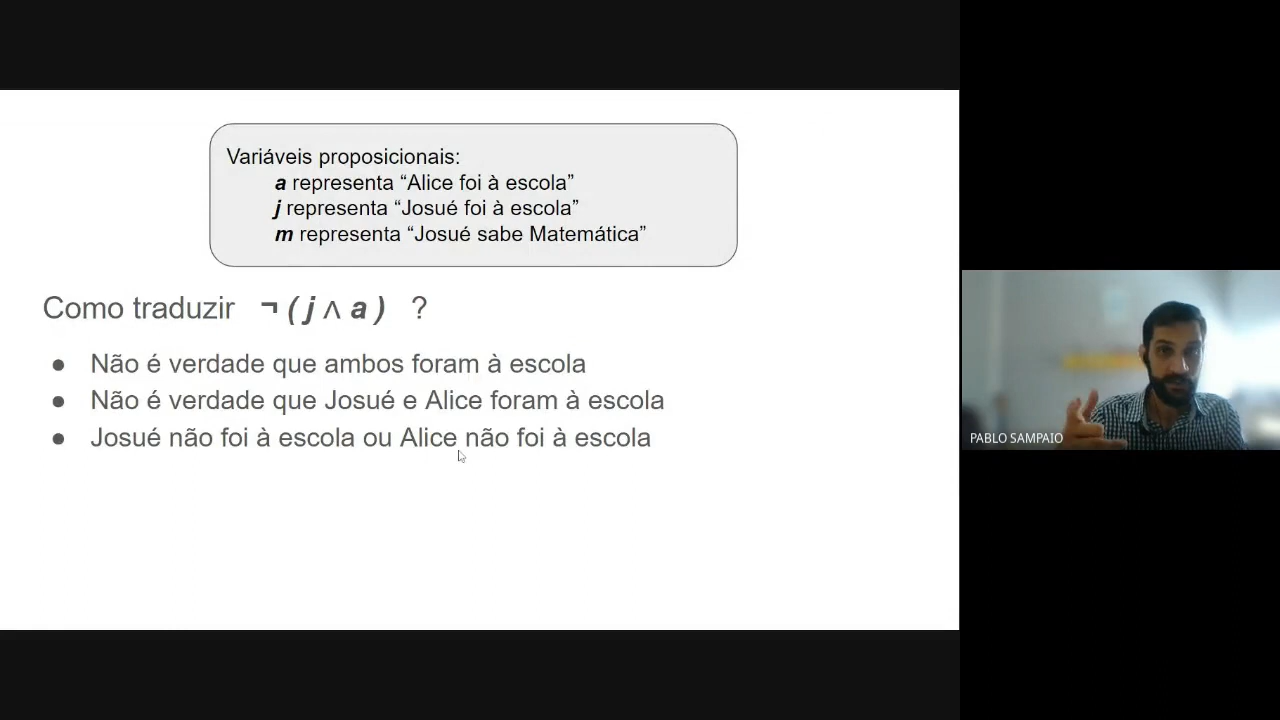 Variáveis proposicionais:
a representa “Alice foi à escola”
j representa “Josué foi à escola”
m representa “Josué sabe Matemática”
Como traduzir ¬ ( j ∧ a ) ?
● Não é verdade que ambos foram à escola
● Não é verdade que Josué e Alice foram à escola
● Josué não foi à escola ou Alice não foi à escola
PABLO SAMPAIO